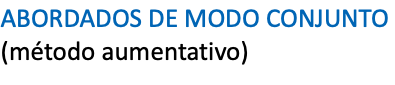 ABORDADOS DE MODO CONJUNTO
(método aumentativo)